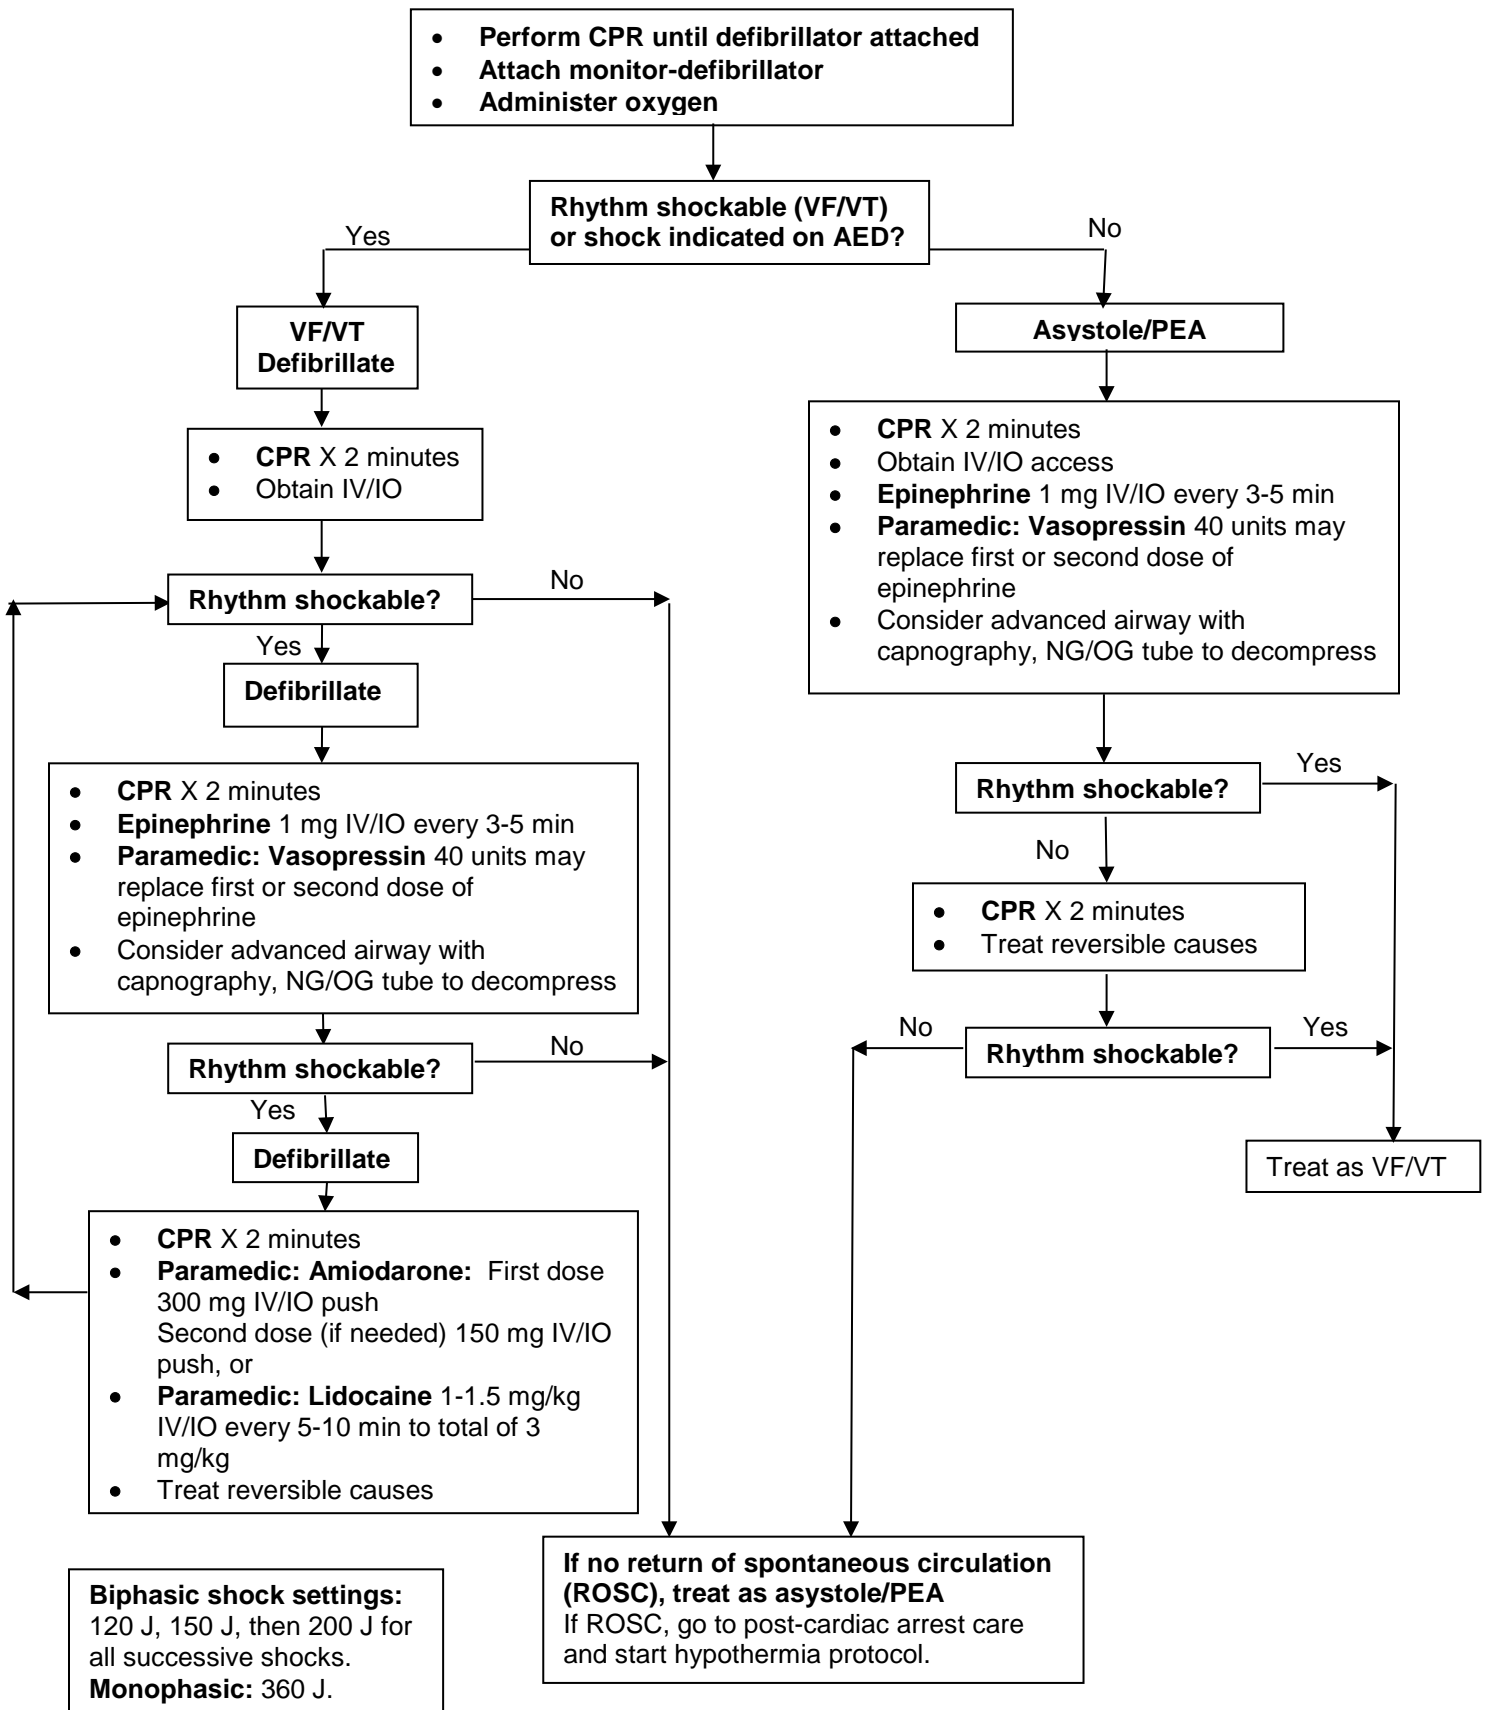 • Perform CPR until defibrillator attached
• Attach monitor-defibrillator
• Administer oxygen
Rhythm shockable (VF/VT)
or shock indicated on AED?
Yes
No
VF/VT
Defibrillate
• CPR X 2 minutes
• Obtain IV/IO
Rhythm shockable?
No
Yes
Defibrillate
• CPR X 2 minutes
• Epinephrine 1 mg IV/IO every 3-5 min
• Paramedic: Vasopressin 40 units may
replace first or second dose of
epinephrine
• Consider advanced airway with
capnography, NG/OG tube to decompress
Rhythm shockable?
No
Yes
Defibrillate
• CPR X 2 minutes
• Paramedic: Amiodarone: First dose
300 mg IV/IO push
Second dose (if needed) 150 mg IV/IO
push, or
• Paramedic: Lidocaine 1-1.5 mg/kg
IV/IO every 5-10 min to total of 3
mg/kg
• Treat reversible causes
Asystole/PEA
• CPR X 2 minutes
• Obtain IV/IO access
• Epinephrine 1 mg IV/IO every 3-5 min
• Paramedic: Vasopressin 40 units may
replace first or second dose of
epinephrine
• Consider advanced airway with
capnography, NG/OG tube to decompress
Rhythm shockable?
Yes
No
• CPR X 2 minutes
• Treat reversible causes
No
Rhythm shockable?
Yes
Treat as VF/VT
If no return of spontaneous circulation
(ROSC), treat as asystole/PEA
If ROSC, go to post-cardiac arrest care
and start hypothermia protocol.
Biphasic shock settings:
120 J, 150 J, then 200 J for
all successive shocks.
Monophasic: 360 J.